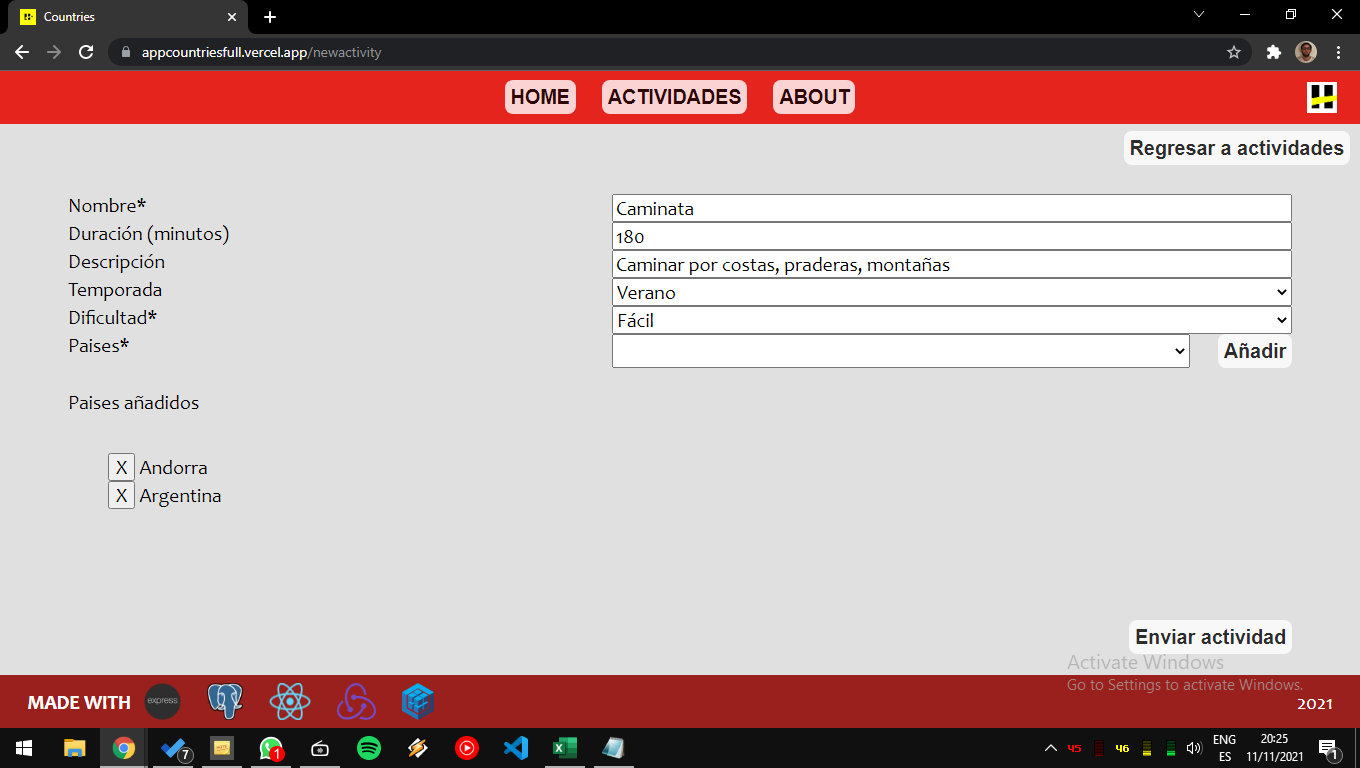 Countries
appcountriesfull.vercel.app/newactivity
HOME ACTIVIDADES ABOUT
Regresar a actividades
Nombre* Caminata
Duración (minutos) 180
Descripción Caminar por costas, praderas, montañas
Temporada Verano
Dificultad* Fácil
Paises* Añadir
Paises añadidos
X Andorra
X Argentina
Enviar actividad
Activate Windows
Go to Settings to activate Windows.
MADE WITH express 2021
7 1 45 46 ENG 20:25 1
ES 11/11/2021